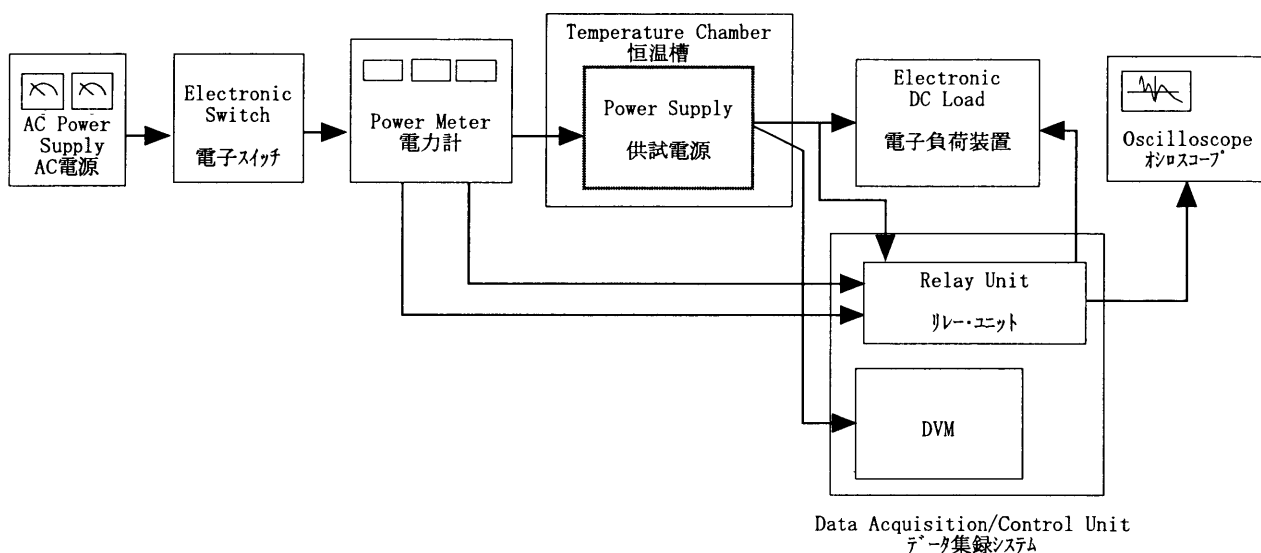 AC Power
Supply
AC電源
Electronic
Switch
電子スイッチ
Power Meter
電力計
Temperature Chamber
恒温槽
Power Supply
供試電源
Electronic
DC Load
電子負荷装置
Oscilloscope
オシロスコープ
Relay Unit
リレー・ユニット
DVM
Data Acquisition/Control Unit
データ集録システム